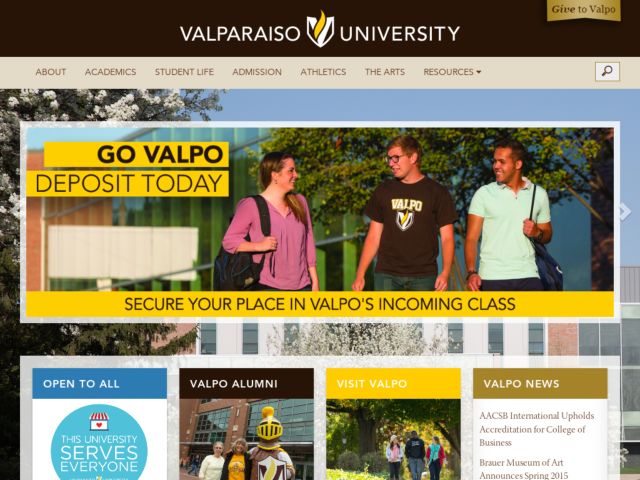 Give to Valpo
VALPARAISO UNIVERSITY
ABOUT ACADEMICS STUDENT LIFE ADMISSION ATHLETICS THE ARTS RESOURCES
GO VALPO
DEPOSIT TODAY
VALPO
SECURE YOUR PLACE IN VALPO'S INCOMING CLASS
OPEN TO ALL
THIS UNIVERSITY
SERVES
EVERYONE
VALPO ALUMNI
VISIT VALPO
VALPO NEWS
AACSB International Upholds
Accreditation for College of
Business
Brauer Museum of Art
Announces Spring 2015